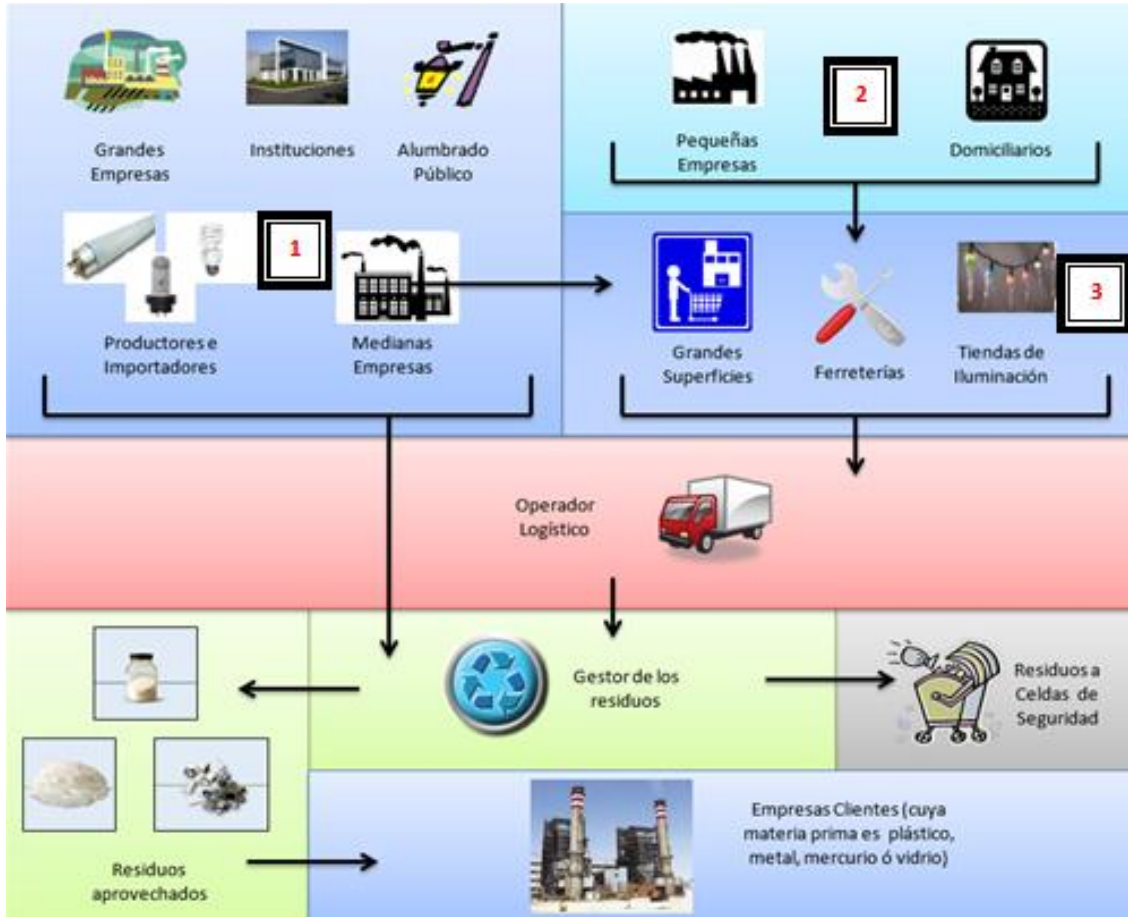 Grandes
Empresas
Instituciones
Alumbrado
Público
1
Productores e
Importadores
Medianas
Empresas
Pequeñas
Empresas
2
Domiciliarios
Grandes
Superficies
Ferreterías
Tiendas de
Iluminación
3
Operador
Logístico
Gestor de los
residuos
Residuos a
Celdas de
Seguridad
Residuos
aprovechados
Empresas Clientes (cuya
materia prima es plástico,
metal, mercurio ó vidrio)